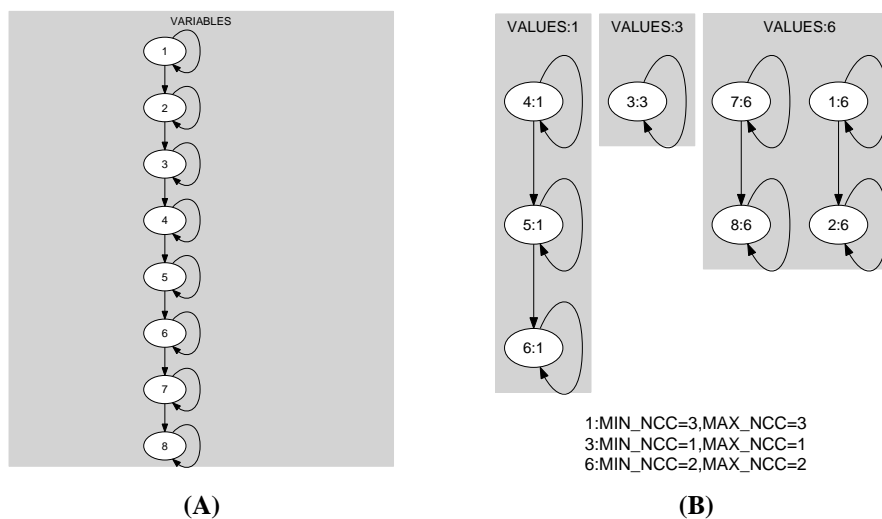 VARIABLES
1
2
3
4
5
6
7
8
(A)
VALUES:1 VALUES:3 VALUES:6
4:1 3:3 7:6 1:6
5:1 8:6 2:6
6:1
1:MIN_NCC=3,MAX_NCC=3
3:MIN_NCC=1,MAX_NCC=1
6:MIN_NCC=2,MAX_NCC=2
(B)